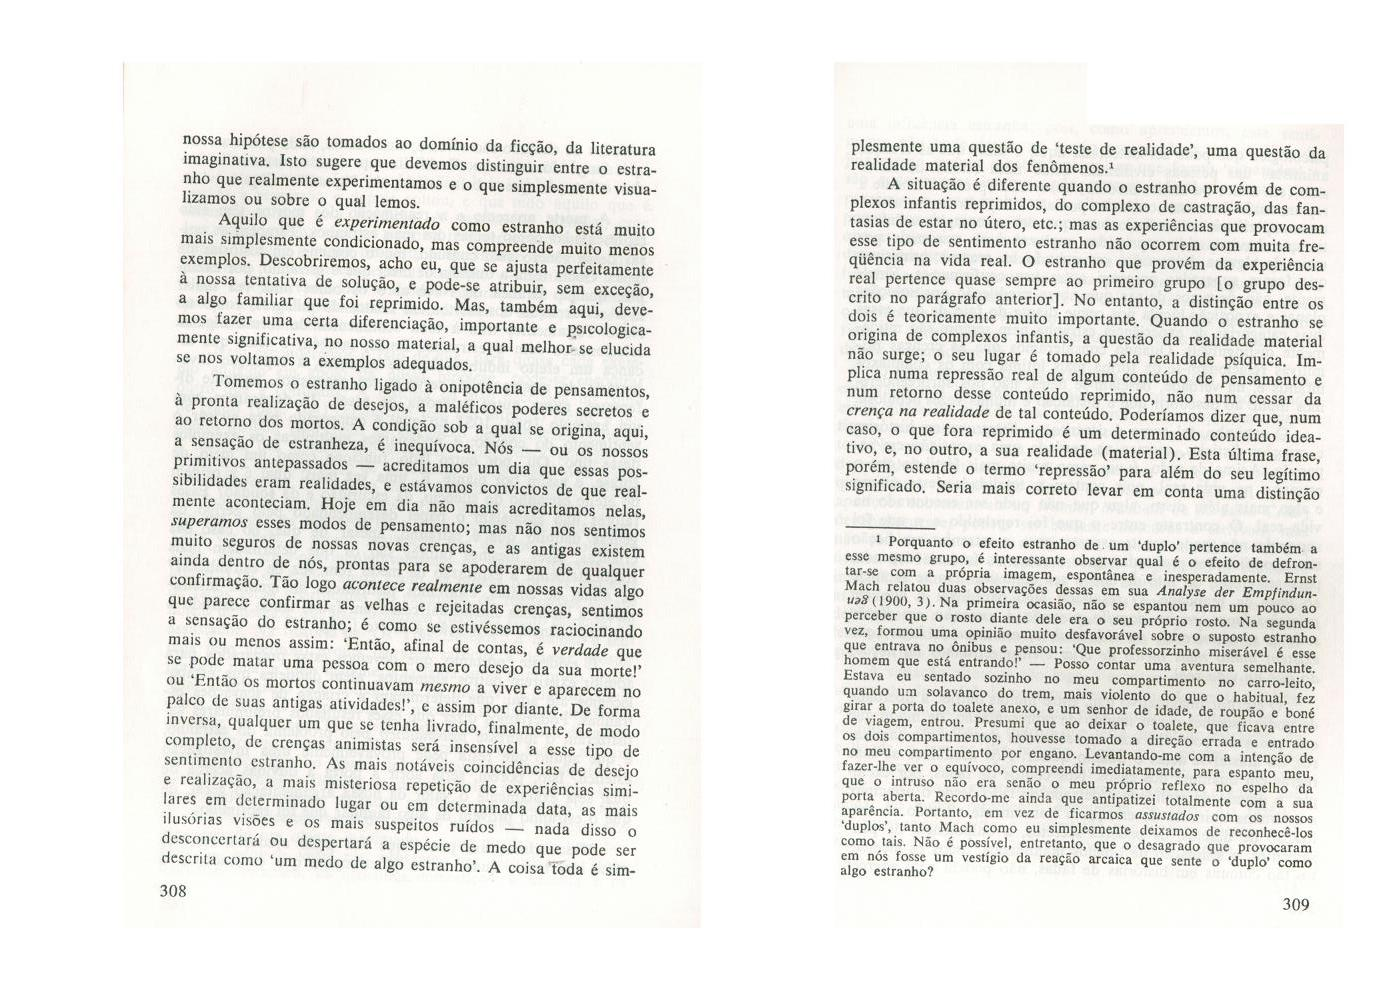 nossa hipótese são tomados ao domínio da ficção, da literatura
imaginativa. Isto sugere que devemos distinguir entre o estra-
nho que realmente experimentamos e o que simplesmente visua-
lizamos ou sobre o qual lemos.
Aquilo que é experimentado como estranho está muito
mais simplesmente condicionado, mas compreende muito menos
exemplos. Descobriremos, acho eu, que se ajusta perfeitamente
à nossa tentativa de solução, e pode-se atribuir, sem exceção,
a algo familiar que foi reprimido. Mas, também aqui, deve-
mos fazer uma certa diferenciação, importante e psicologica-
mente significativa, no nosso material, a qual melhor se elucida
se nos voltamos a exemplos adequados.
Tomemos o estranho ligado à onipotência de pensamentos,
à pronta realização de desejos, a maléficos poderes secretos e
ao retorno dos mortos. A condição sob a qual se origina, aqui,
a sensação de estranheza, é inequívoca. Nós — ou os nossos
primitivos antepassados — acreditamos um dia que essas pos-
sibilidades eram realidades, e estávamos convictos de que real-
mente aconteciam. Hoje em dia não mais acreditamos nelas,
superamos esses modos de pensamento; mas não nos sentimos
muito seguros de nossas novas crenças, e as antigas existem
ainda dentro de nós, prontas para se apoderarem de qualquer
confirmação. Tão logo acontece realmente em nossas vidas algo
que parece confirmar as velhas e rejeitadas crenças, sentimos
a sensação do estranho; é como se estivéssemos raciocinando
mais ou menos assim: ‘Então, afinal de contas, é verdade que
se pode matar uma pessoa com o mero desejo da sua morte!’
ou ‘Então os mortos continuavam mesmo a viver e aparecem no
palco de suas antigas atividades!’, e assim por diante. De forma
inversa, qualquer um que se tenha livrado, finalmente, de modo
completo, de crenças animistas será insensível a esse tipo de
sentimento estranho. As mais notáveis coincidências de desejo
e realização, a mais misteriosa repetição de experiências simi-
lares em determinado lugar ou em determinada data, as mais
ilusórias visões e os mais suspeitos ruídos — nada disso o
desconcertará ou despertará a espécie de medo que pode ser
descrita como ‘um medo de algo estranho’. A coisa toda é sim-
308
plesmente uma questão de ‘teste de realidade’, uma questão da
realidade material dos fenômenos.¹
A situação é diferente quando o estranho provém de com-
plexos infantis reprimidos, do complexo de castração, das fan-
tasias de estar no útero, etc.; mas as experiências que provocam
esse tipo de sentimento estranho não ocorrem com muita fre-
qüência na vida real. O estranho que provém da experiência
real pertence quase sempre ao primeiro grupo [o grupo des-
crito no parágrafo anterior]. No entanto, a distinção entre os
dois é teoricamente muito importante. Quando o estranho se
origina de complexos infantis, a questão da realidade material
não surge; o seu lugar é tomado pela realidade psíquica. Im-
plica numa repressão real de algum conteúdo de pensamento e
num retorno desse conteúdo reprimido, não num cessar da
crença na realidade de tal conteúdo. Poderíamos dizer que, num
caso, o que fora reprimido é um determinado conteúdo idea-
tivo, e, no outro, a sua realidade (material). Esta última frase,
porém, estende o termo ‘repressão’ para além do seu legítimo
significado. Seria mais correto levar em conta uma distinção
¹ Porquanto o efeito estranho de um ‘duplo’ pertence também a
esse mesmo grupo, é interessante observar qual é o efeito de defron-
tar-se com a própria imagem, espontânea e inesperadamente. Ernst
Mach relatou duas observações dessas em sua Analyse der Empfindun-
(1900, 3). Na primeira ocasião, não se espantou nem um pouco ao
perceber que o rosto diante dele era o seu próprio rosto. Na segunda
vez, formou uma opinião muito desfavorável sobre o suposto estranho
que entrava no ônibus e pensou: ‘Que professorzinho miserável é esse
homem que está entrando!’ — Posso contar uma aventura semelhante.
Estava eu sentado sozinho no meu compartimento no carro-leito,
quando um solavanco do trem, mais violento do que o habitual, fez
girar a porta do toalete anexo, e um senhor de idade, de roupão e boné
de viagem, entrou. Presumi que ao deixar o toalete, que ficava entre
os dois compartimentos, houvesse tomado a direção errada e entrado
no meu compartimento por engano. Levantando-me com a intenção de
fazer-lhe ver o equívoco, compreendi imediatamente, para espanto meu,
que o intruso não era senão o meu próprio reflexo no espelho da
porta aberta. Recordo-me ainda que antipatizei totalmente com a sua
aparência. Portanto, em vez de ficarmos assustados com os nossos
‘duplos’, tanto Mach como eu simplesmente deixamos de reconhecê-los
como tais. Não é possível, entretanto, que o desagrado que provocaram
em nós fosse um vestígio da reação arcaica que sente o ‘duplo’ como
algo estranho?
309